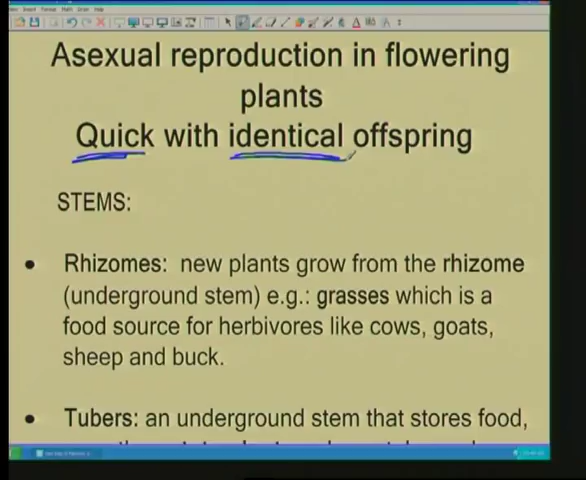 Asexual reproduction in flowering
plants
Quick with identical offspring
STEMS:
• Rhizomes: new plants grow from the rhizome
(underground stem) e.g.: grasses which is a
food source for herbivores like cows, goats,
sheep and buck.
• Tubers: an underground stem that stores food,